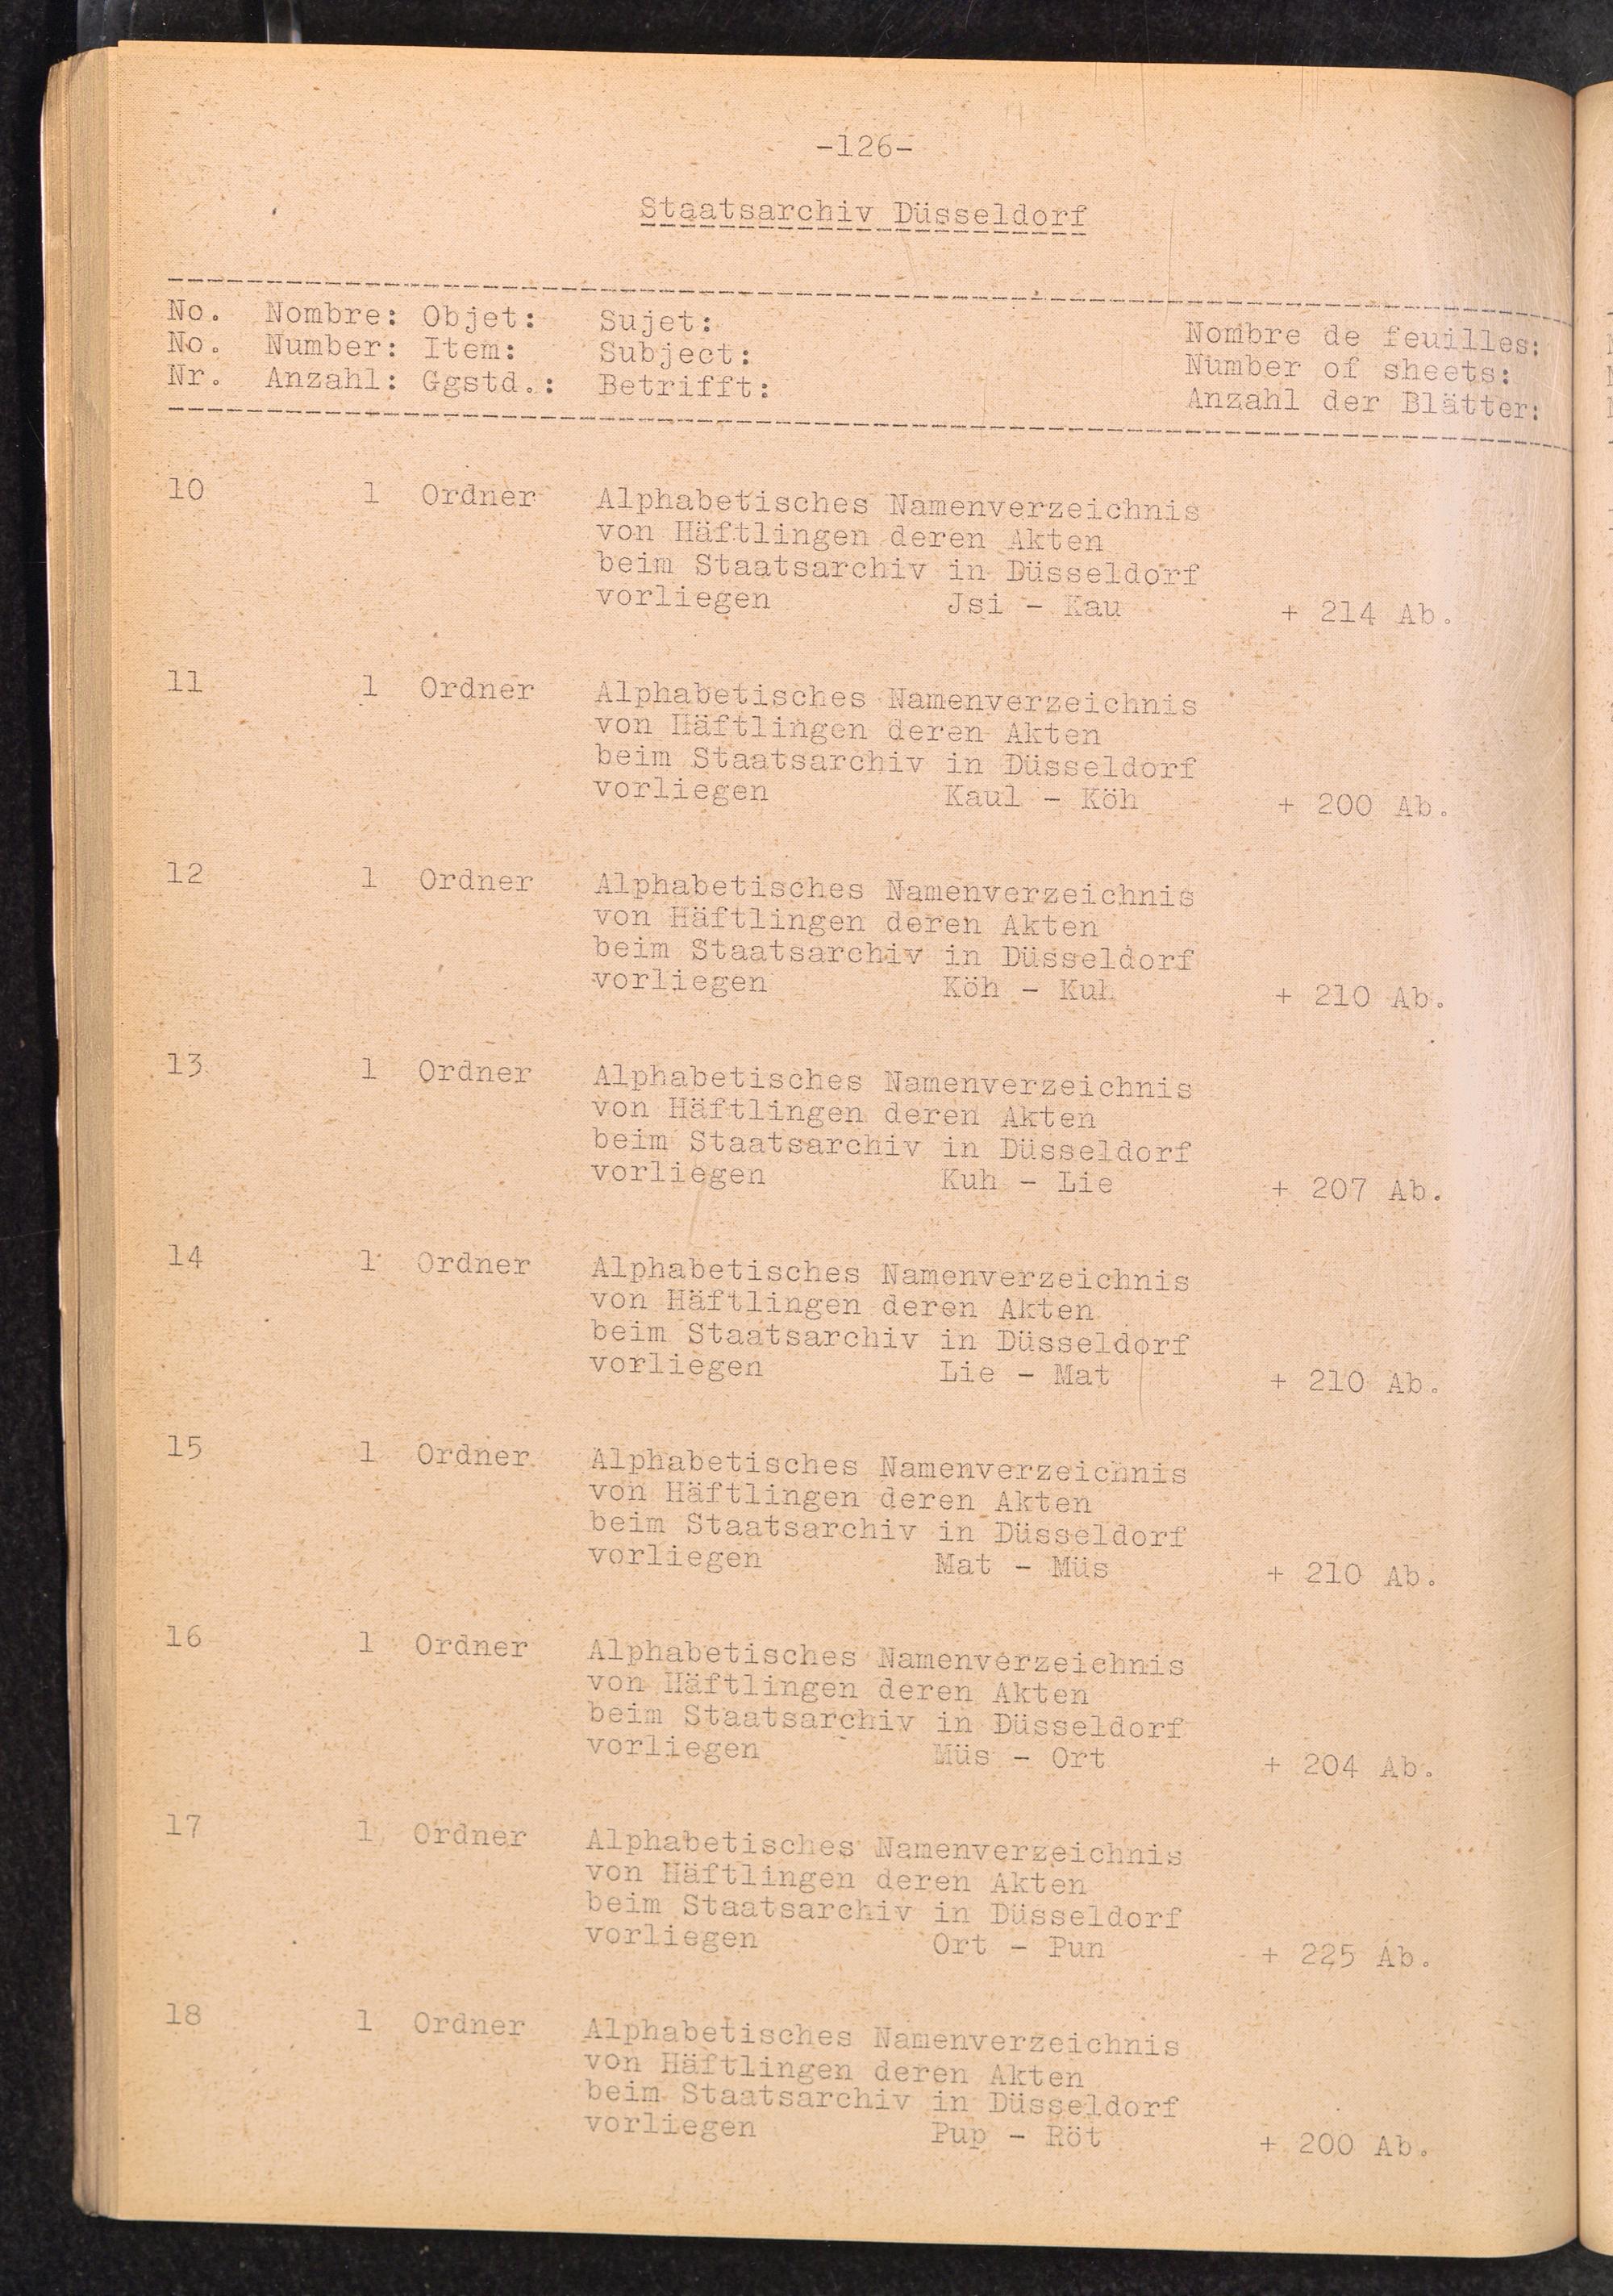 -126-
Staatsarchiv Düsseldorf
No. Nombre: Objet: Sujet: Nombre de feuilles:
No. Number: Item: Subject: Number of sheets:
Nr. Anzahl: Ggstd.: Betrifft: Anzahl der Blätter:
10 1 Ordner Alphabetisches Namenverzeichnis
von Häftlingen deren Akten
beim Staatsarchiv in Düsseldorf
vorliegen Jsi - Kau + 214 Ab.
11 1 Ordner Alphabetisches Namenverzeichnis
von Häftlingen deren Akten
beim Staatsarchiv in Düsseldorf
vorliegen Kaul - Köh + 200 Ab.
12 1 Ordner Alphabetisches Namenverzeichnis
von Häftlingen deren Akten
beim Staatsarchiv in Düsseldorf
vorliegen Köh - Kuh + 210 Ab.
13 1 Ordner Alphabetisches Namenverzeichnis
von Häftlingen deren Akten
beim Staatsarchiv in Düsseldorf
vorliegen Kuh - Lie + 207 Ab.
14 1 Ordner Alphabetisches Namenverzeichnis
von Häftlingen deren Akten
beim Staatsarchiv in Düsseldorf
vorliegen Lie - Mat + 210 Ab.
15 1 Ordner Alphabetisches Namenverzeichnis
von Häftlingen deren Akten
beim Staatsarchiv in Düsseldorf
vorliegen Mat - Müs + 210 Ab.
16 1 Ordner Alphabetisches Namenverzeichnis
von Häftlingen deren Akten
beim Staatsarchiv in Düsseldorf
vorliegen Müs - Ort + 204 Ab.
17 1 Ordner Alphabetisches Namenverzeichnis
von Häftlingen deren Akten
beim Staatsarchiv in Düsseldorf
vorliegen Ort - Pun + 225 Ab.
18 1 Ordner Alphabetisches Namenverzeichnis
von Häftlingen deren Akten
beim Staatsarchiv in Düsseldorf
vorliegen Pup - Röt + 200 Ab.